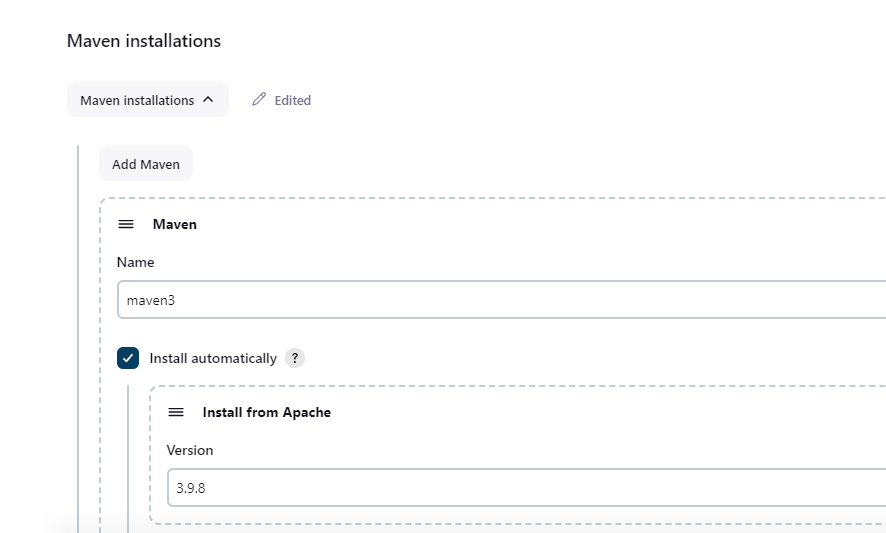 Maven installations
Maven installations Edited
Add Maven
Maven
Name
maven3
Install automatically ?
Install from Apache
Version
3.9.8